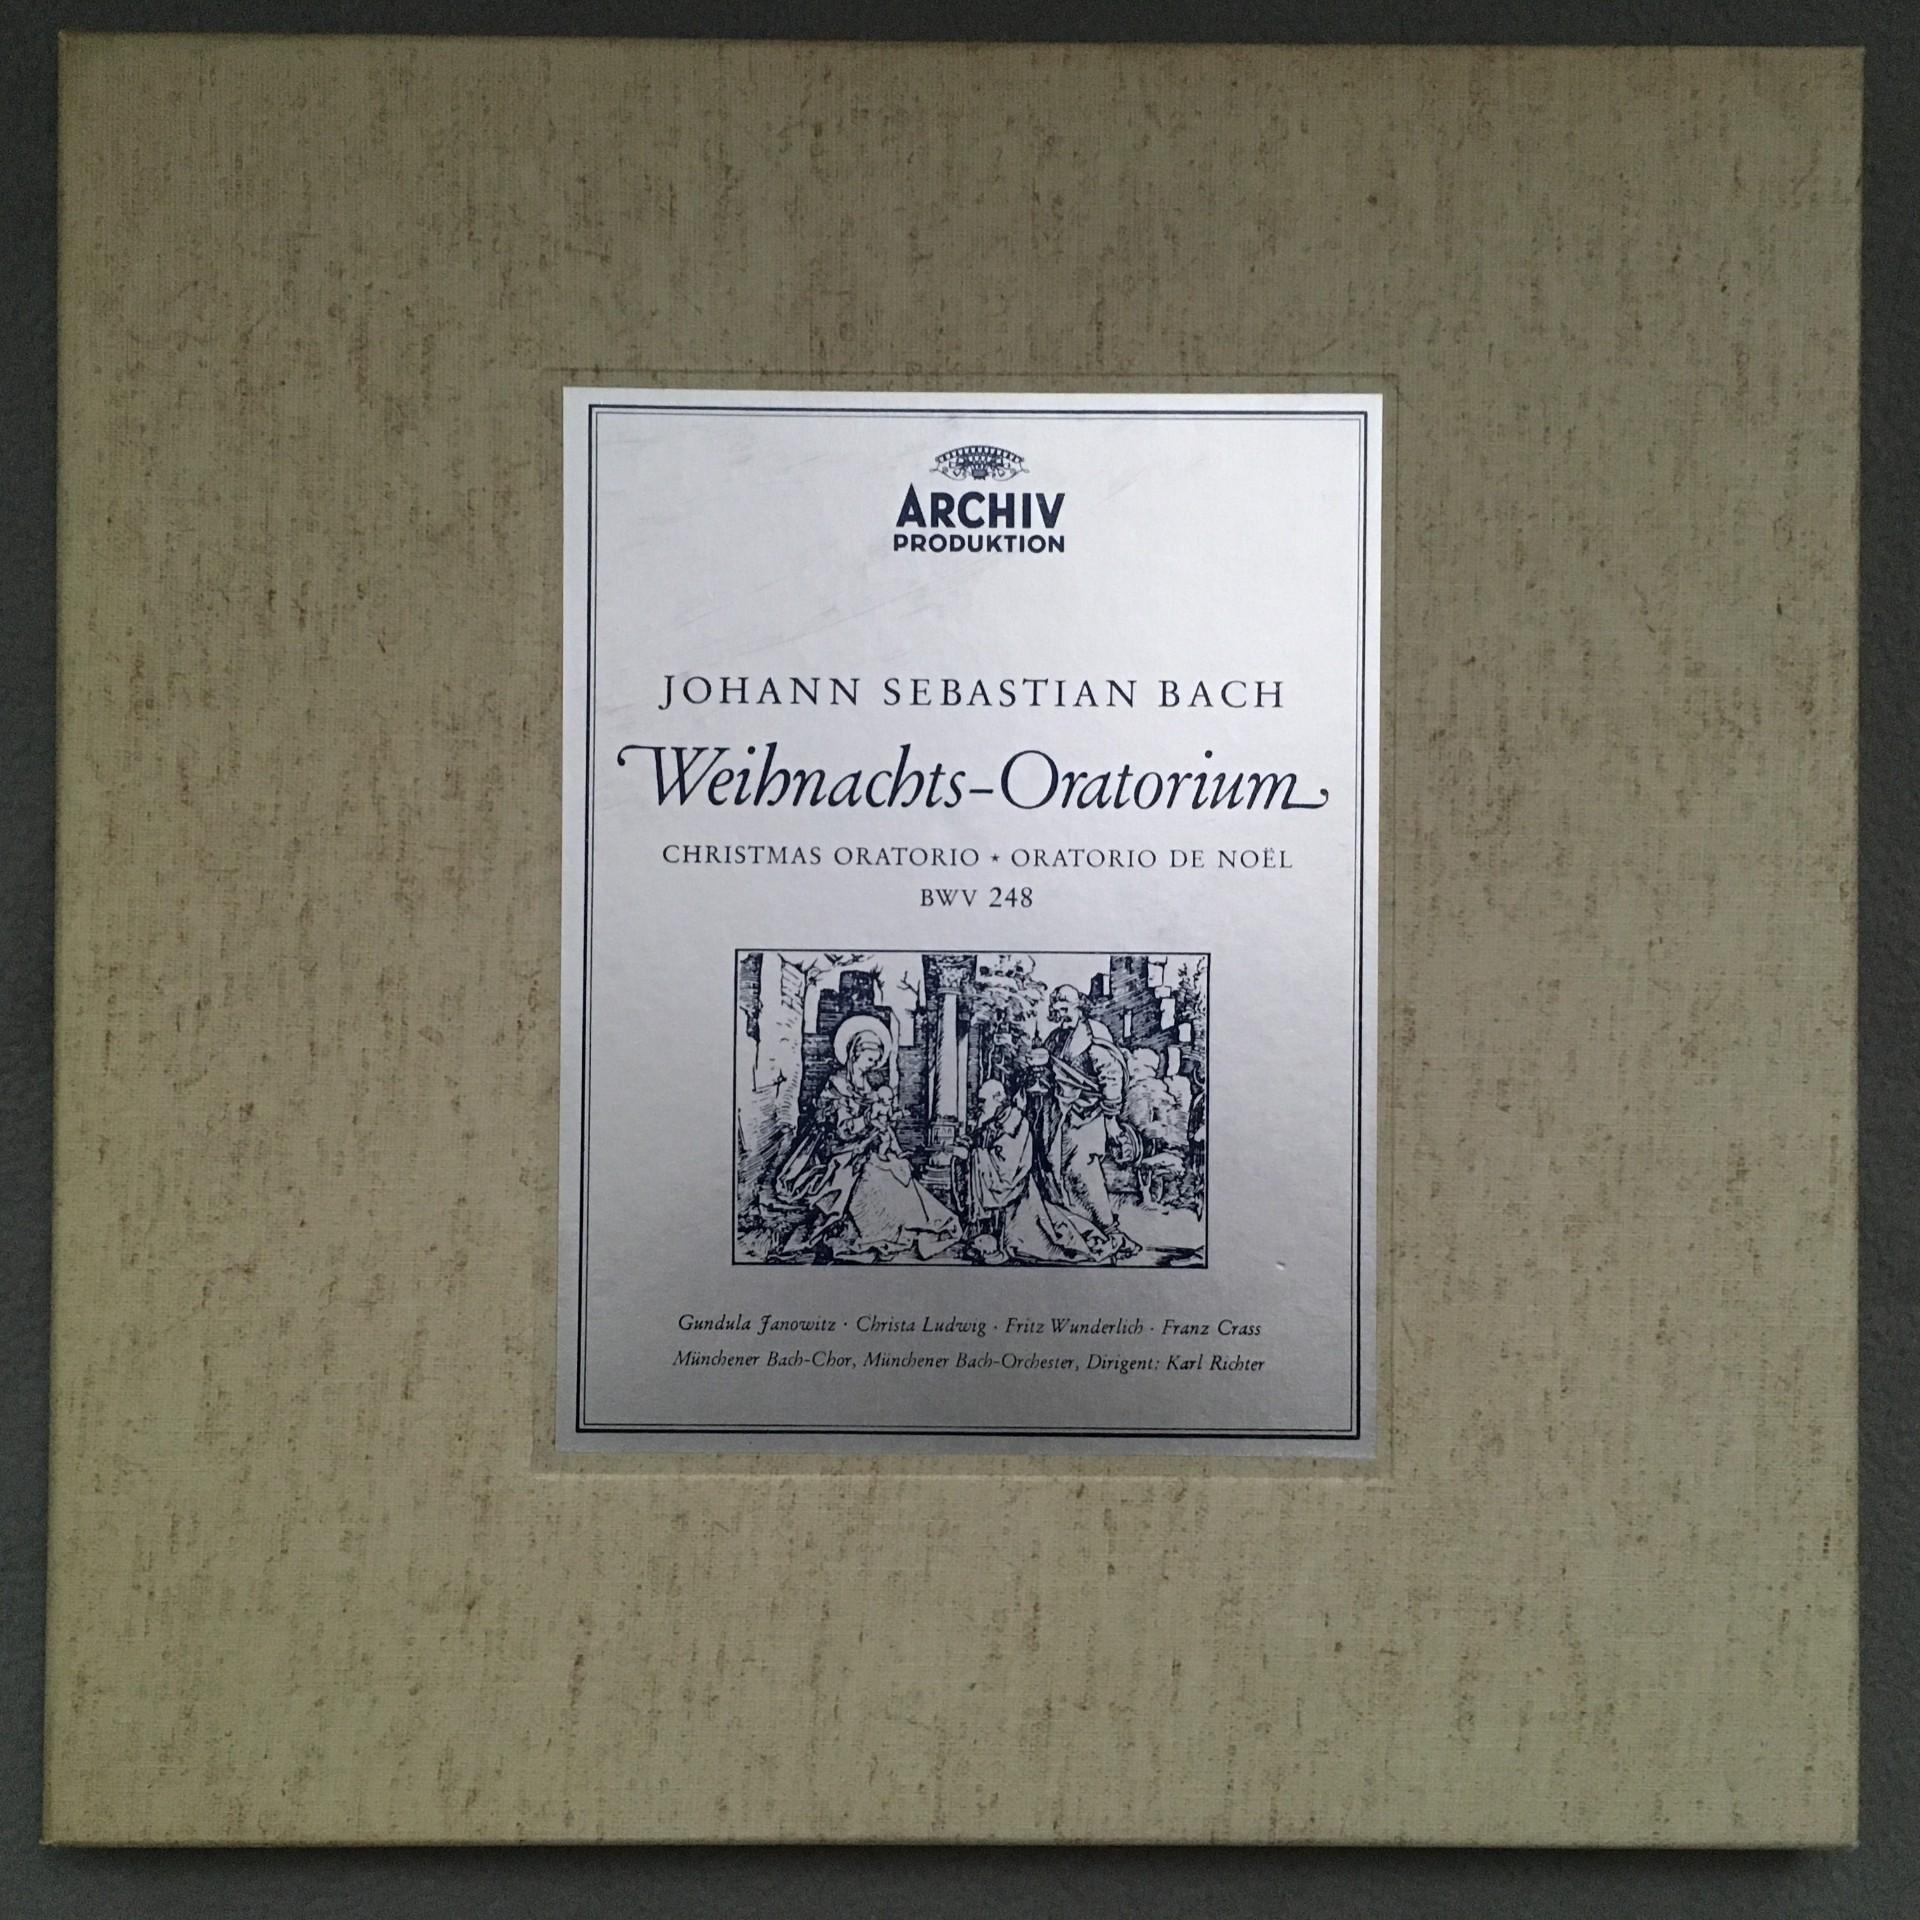 ARCHIV
PRODUKTION
JOHANN SEBASTIAN BACH
Weihnachts-Oratorium
CHRISTMAS ORATORIO ⋆ ORATORIO DE NOËL
BWV 248
Gundula Janowitz · Christa Ludwig · Fritz Wunderlich · Franz Crass
Münchener Bach-Chor, Münchener Bach-Orchester, Dirigent: Karl Richter